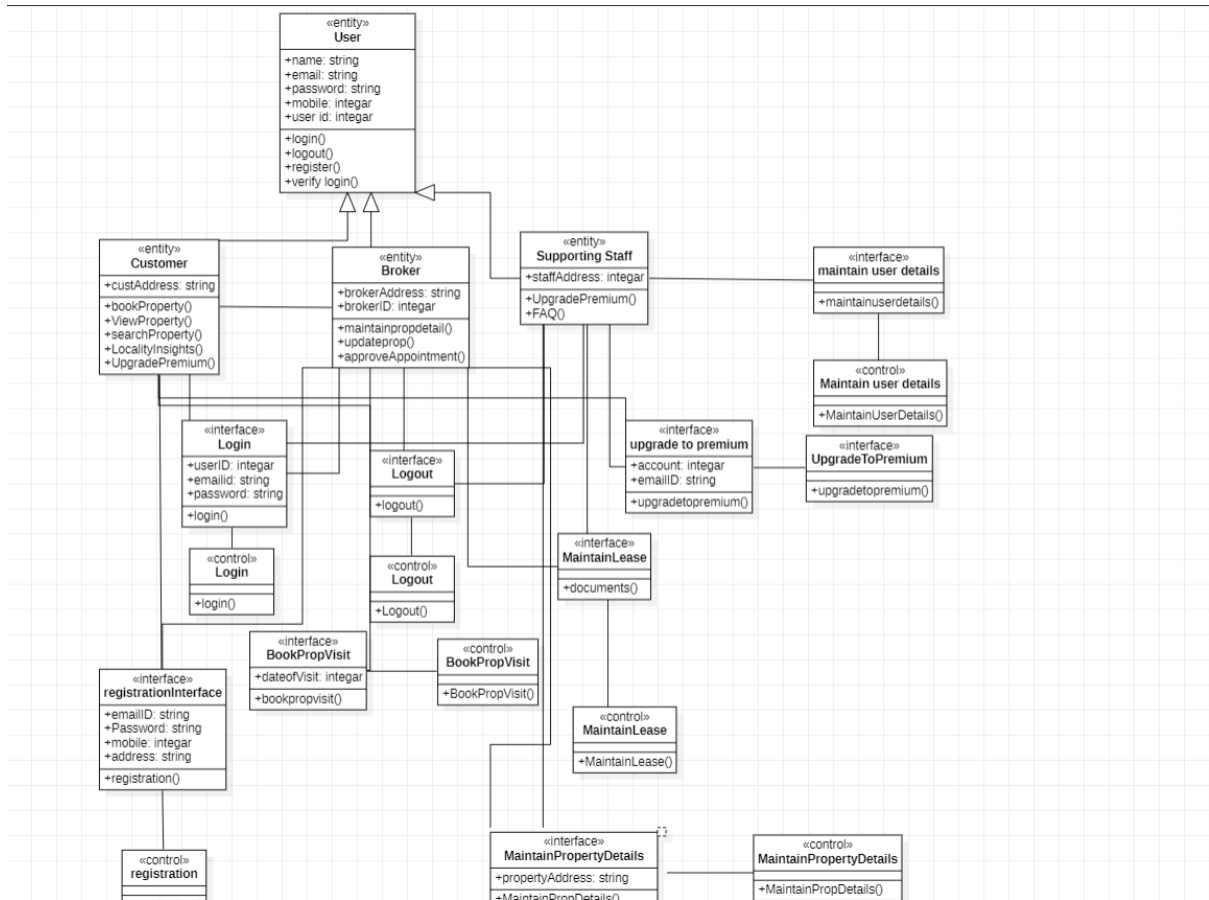 «entity»
User
+name: string
+email: string
+password: string
+mobile: integar
+user id: integar
+login()
+logout()
+register()
+verify login()
«entity»
Customer
+custAddress: string
+bookProperty()
+ViewProperty()
+searchProperty()
+LocalityInsights()
+UpgradePremium()
«entity»
Broker
+brokerAddress: string
+brokerID: integar
+maintainpropdetail()
+updateprop()
+approveAppointment()
«entity»
Supporting Staff
+staffAddress: integar
+UpgradePremium()
+FAQ()
«interface»
maintain user details
+maintainuserdetails()
«control»
Maintain user details
+MaintainUserDetails()
«interface»
Login
+userID: integar
+emailid: string
+password: string
+login()
«interface»
Logout
+logout()
«interface»
upgrade to premium
+account: integar
+emailID: string
+upgradetopremium()
«interface»
UpgradeToPremium
+upgradetopremium()
«control»
Login
+login()
«control»
Logout
+Logout()
«interface»
MaintainLease
+documents()
«interface»
BookPropVisit
+dateofVisit: integar
+bookpropvisit()
«control»
BookPropVisit
+BookPropVisit()
«interface»
registrationInterface
+emailID: string
+Password: string
+mobile: integar
+address: string
+registration()
«control»
MaintainLease
+MaintainLease()
«control»
registration
«interface»
MaintainPropertyDetails
+propertyAddress: string
+MaintainPropDetails()
«control»
MaintainPropertyDetails
+MaintainPropDetails()